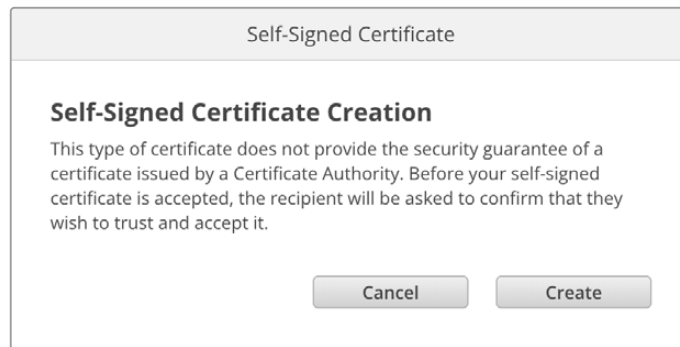 Self-Signed Certificate
Self-Signed Certificate Creation
This type of certificate does not provide the security guarantee of a
certificate issued by a Certificate Authority. Before your self-signed
certificate is accepted, the recipient will be asked to confirm that they
wish to trust and accept it.
Cancel
Create